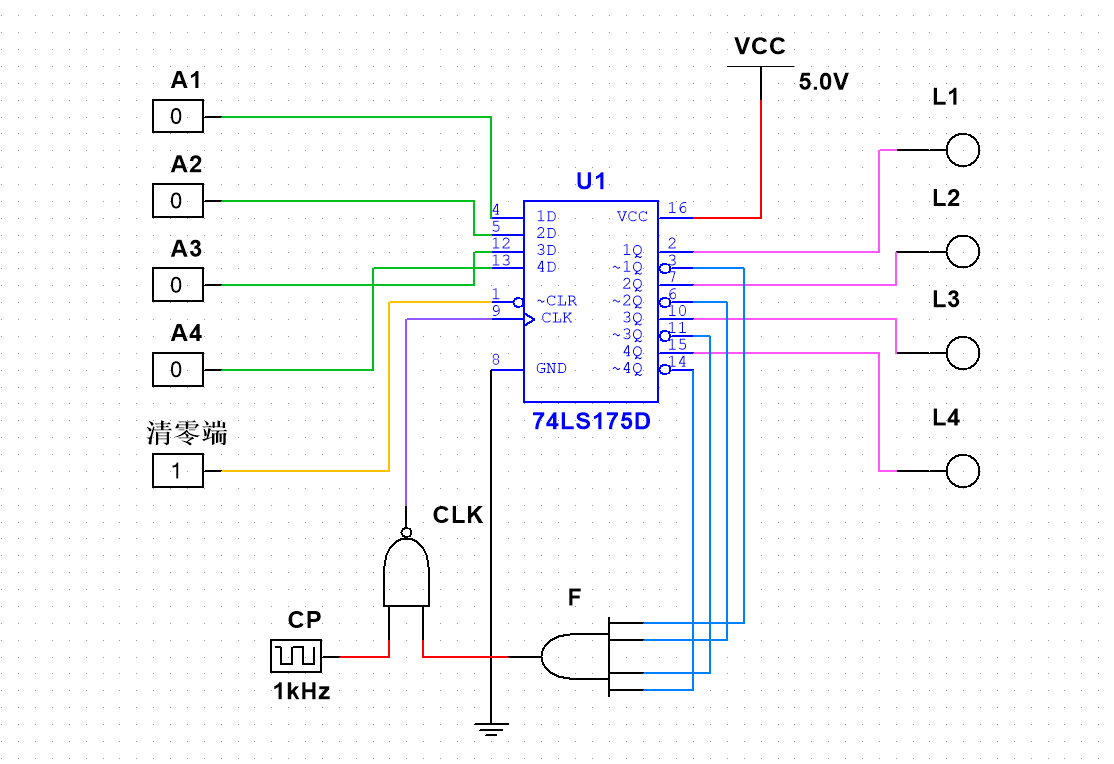 VCC
5.0V
A1
0
A2
0
A3
0
A4
0
清零端
1
U1
4 1D
5 2D
12 3D
13 4D
1 ~CLR
9 CLK
8 GND
VCC 16
1Q 2
~1Q 3
2Q 7
~2Q 6
3Q 10
~3Q 11
4Q 15
~4Q 14
74LS175D
L1
L2
L3
L4
CLK
F
CP
1kHz